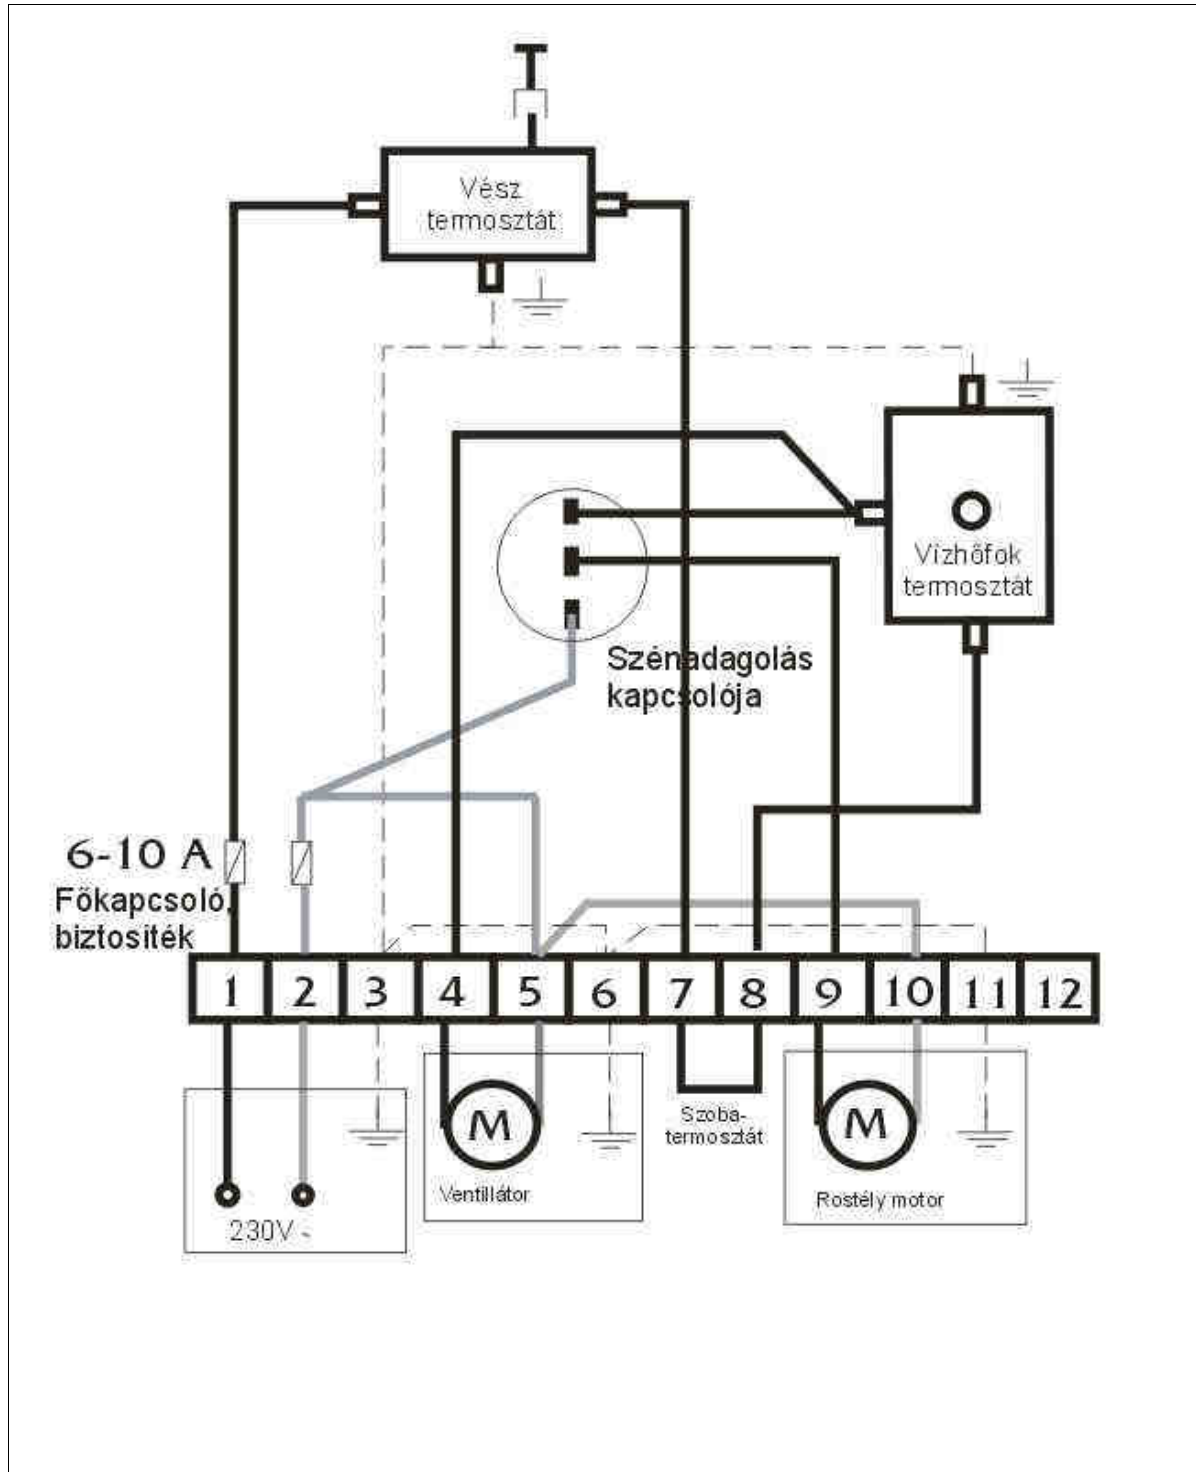 Vész
termosztát
Vízhőfok
termosztát
Szénadagolás
kapcsolója
6-10 A
Főkapcsoló,
biztosíték
1 2 3 4 5 6 7 8 9 10 11 12
M
M
Szoba-
termosztát
Ventillátor
Rostély motor
230V ~